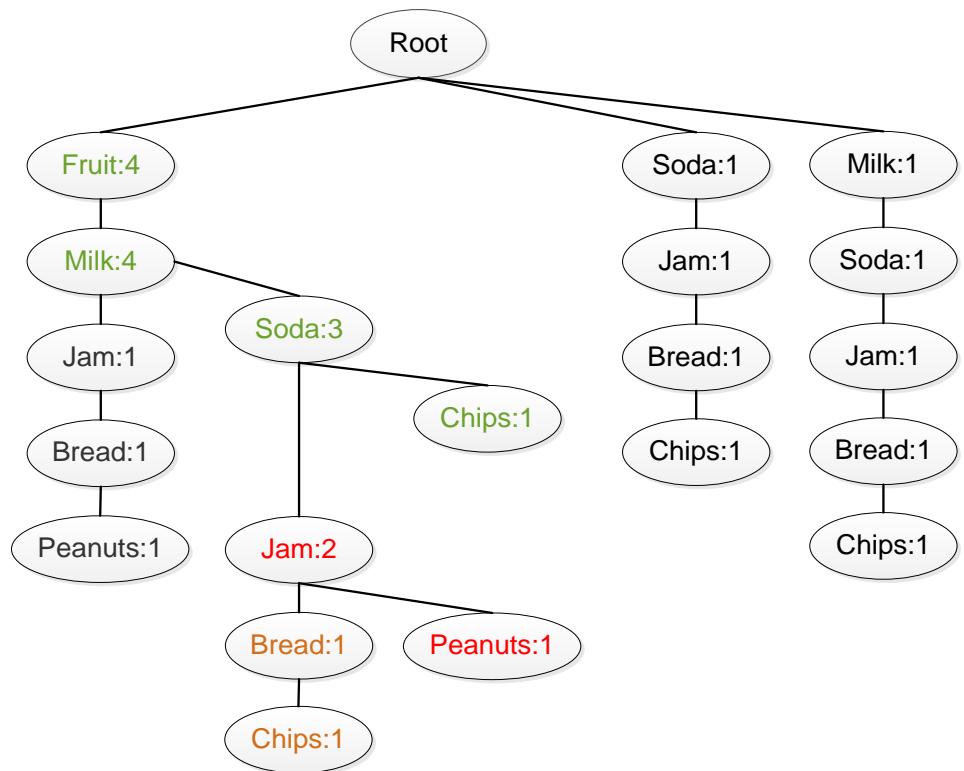 Root
Fruit:4
Soda:1
Milk:1
Milk:4
Jam:1
Soda:1
Soda:3
Jam:1
Bread:1
Jam:1
Chips:1
Bread:1
Chips:1
Bread:1
Peanuts:1
Jam:2
Chips:1
Bread:1
Peanuts:1
Chips:1